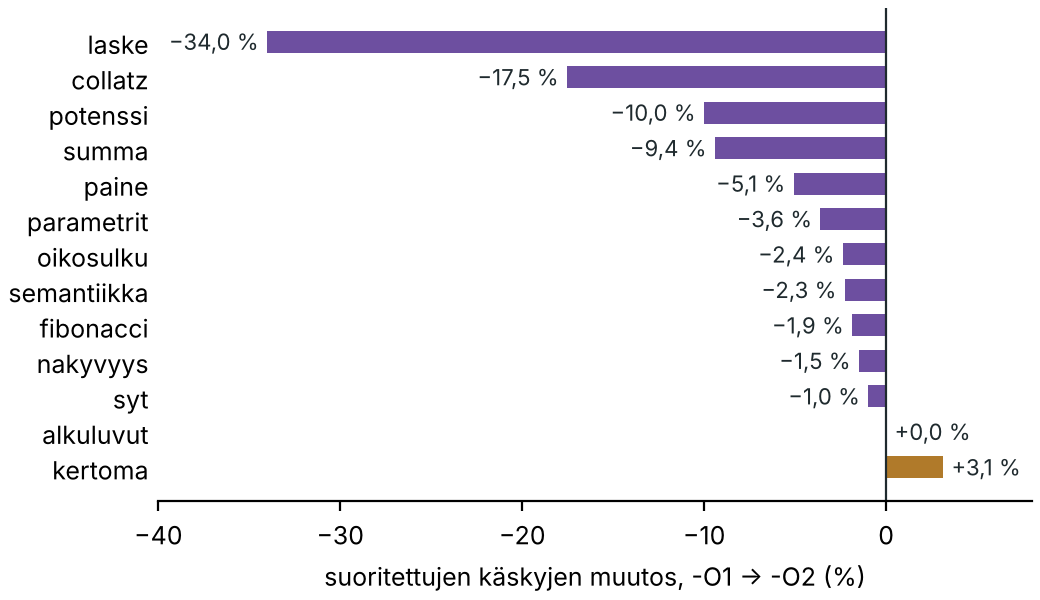 laske −34,0 %
collatz −17,5 %
potenssi −10,0 %
summa −9,4 %
paine −5,1 %
parametrit −3,6 %
oikosulku −2,4 %
semantiikka −2,3 %
fibonacci −1,9 %
nakyvyys −1,5 %
syt −1,0 %
alkuluvut +0,0 %
kertoma +3,1 %
−40 −30 −20 −10 0
suoritettujen käskyjen muutos, -O1 → -O2 (%)